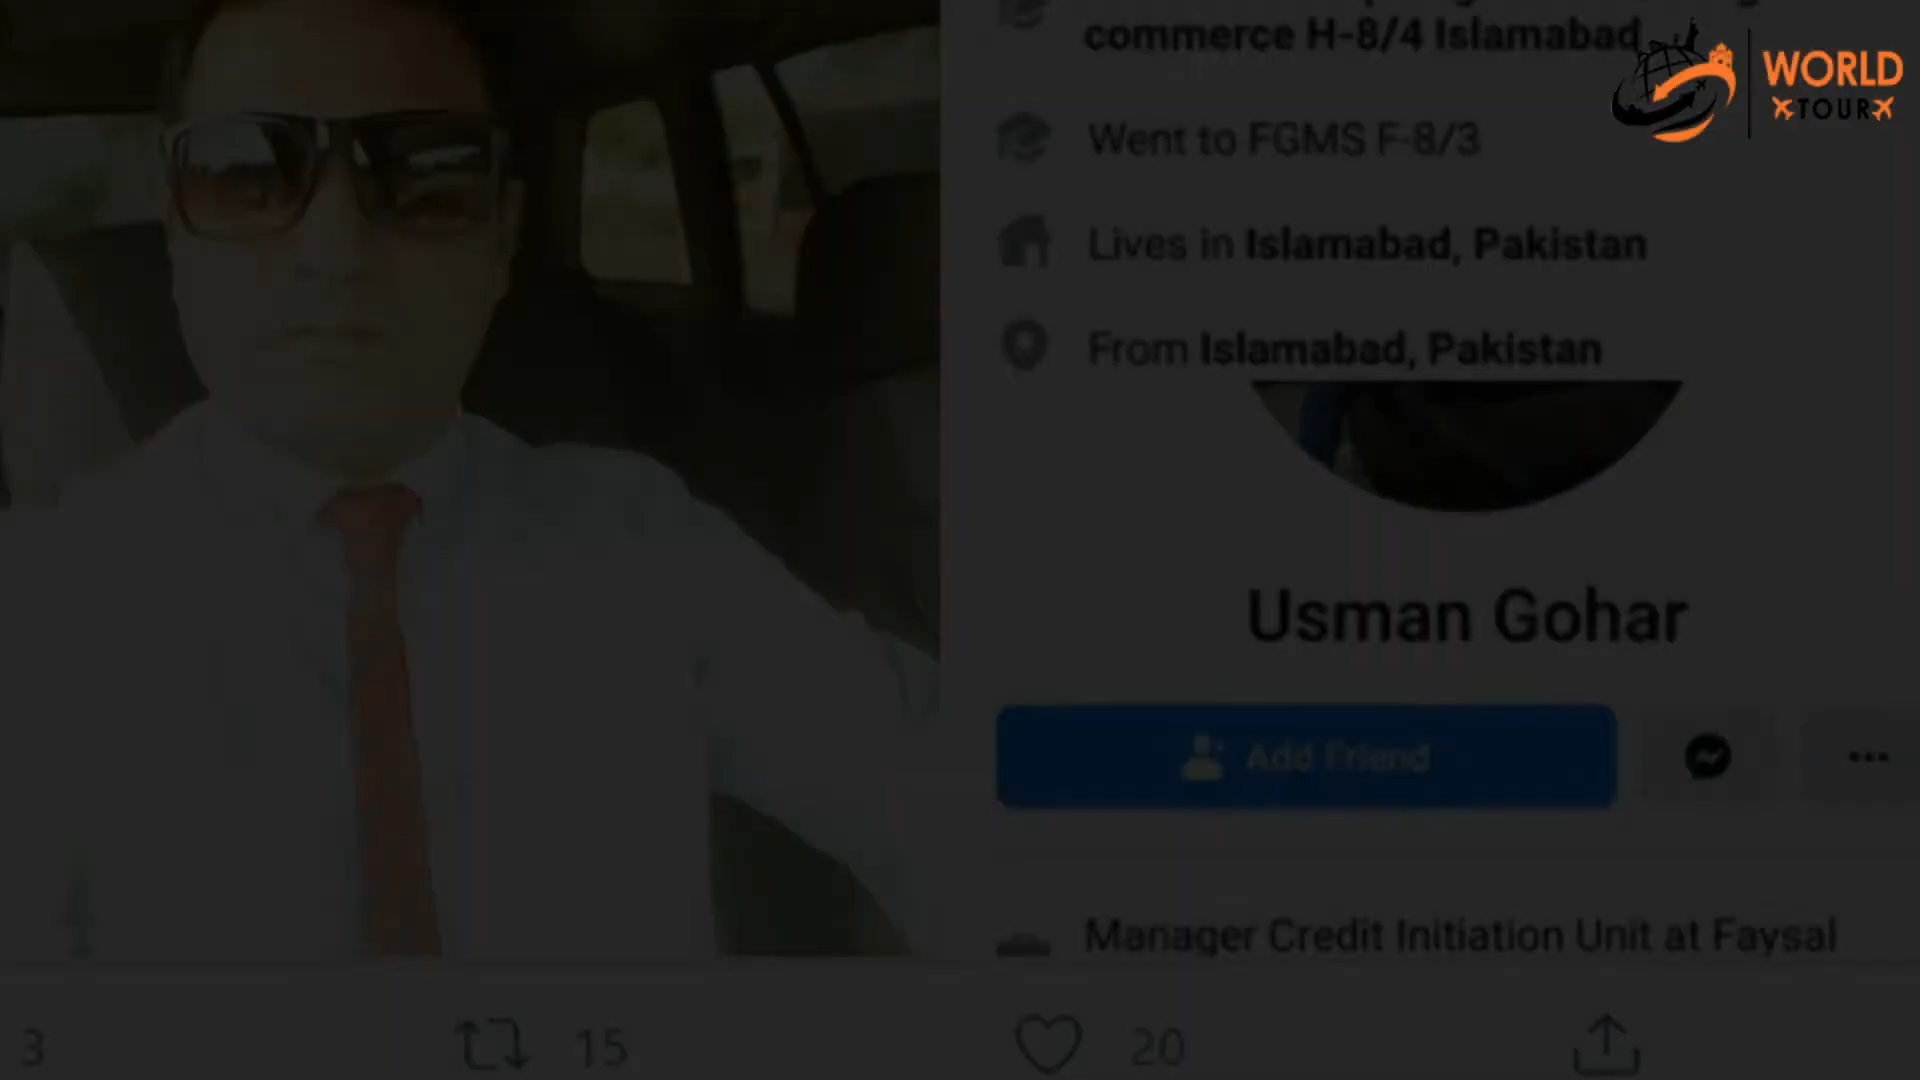 commerce H-8/4 Islamabad
WORLD
TOUR
Went to FGMS F-8/3
Lives in Islamabad, Pakistan
From Islamabad, Pakistan
Usman Gohar
Add Friend
Manager Credit Initiation Unit at Faysal
3
15
20